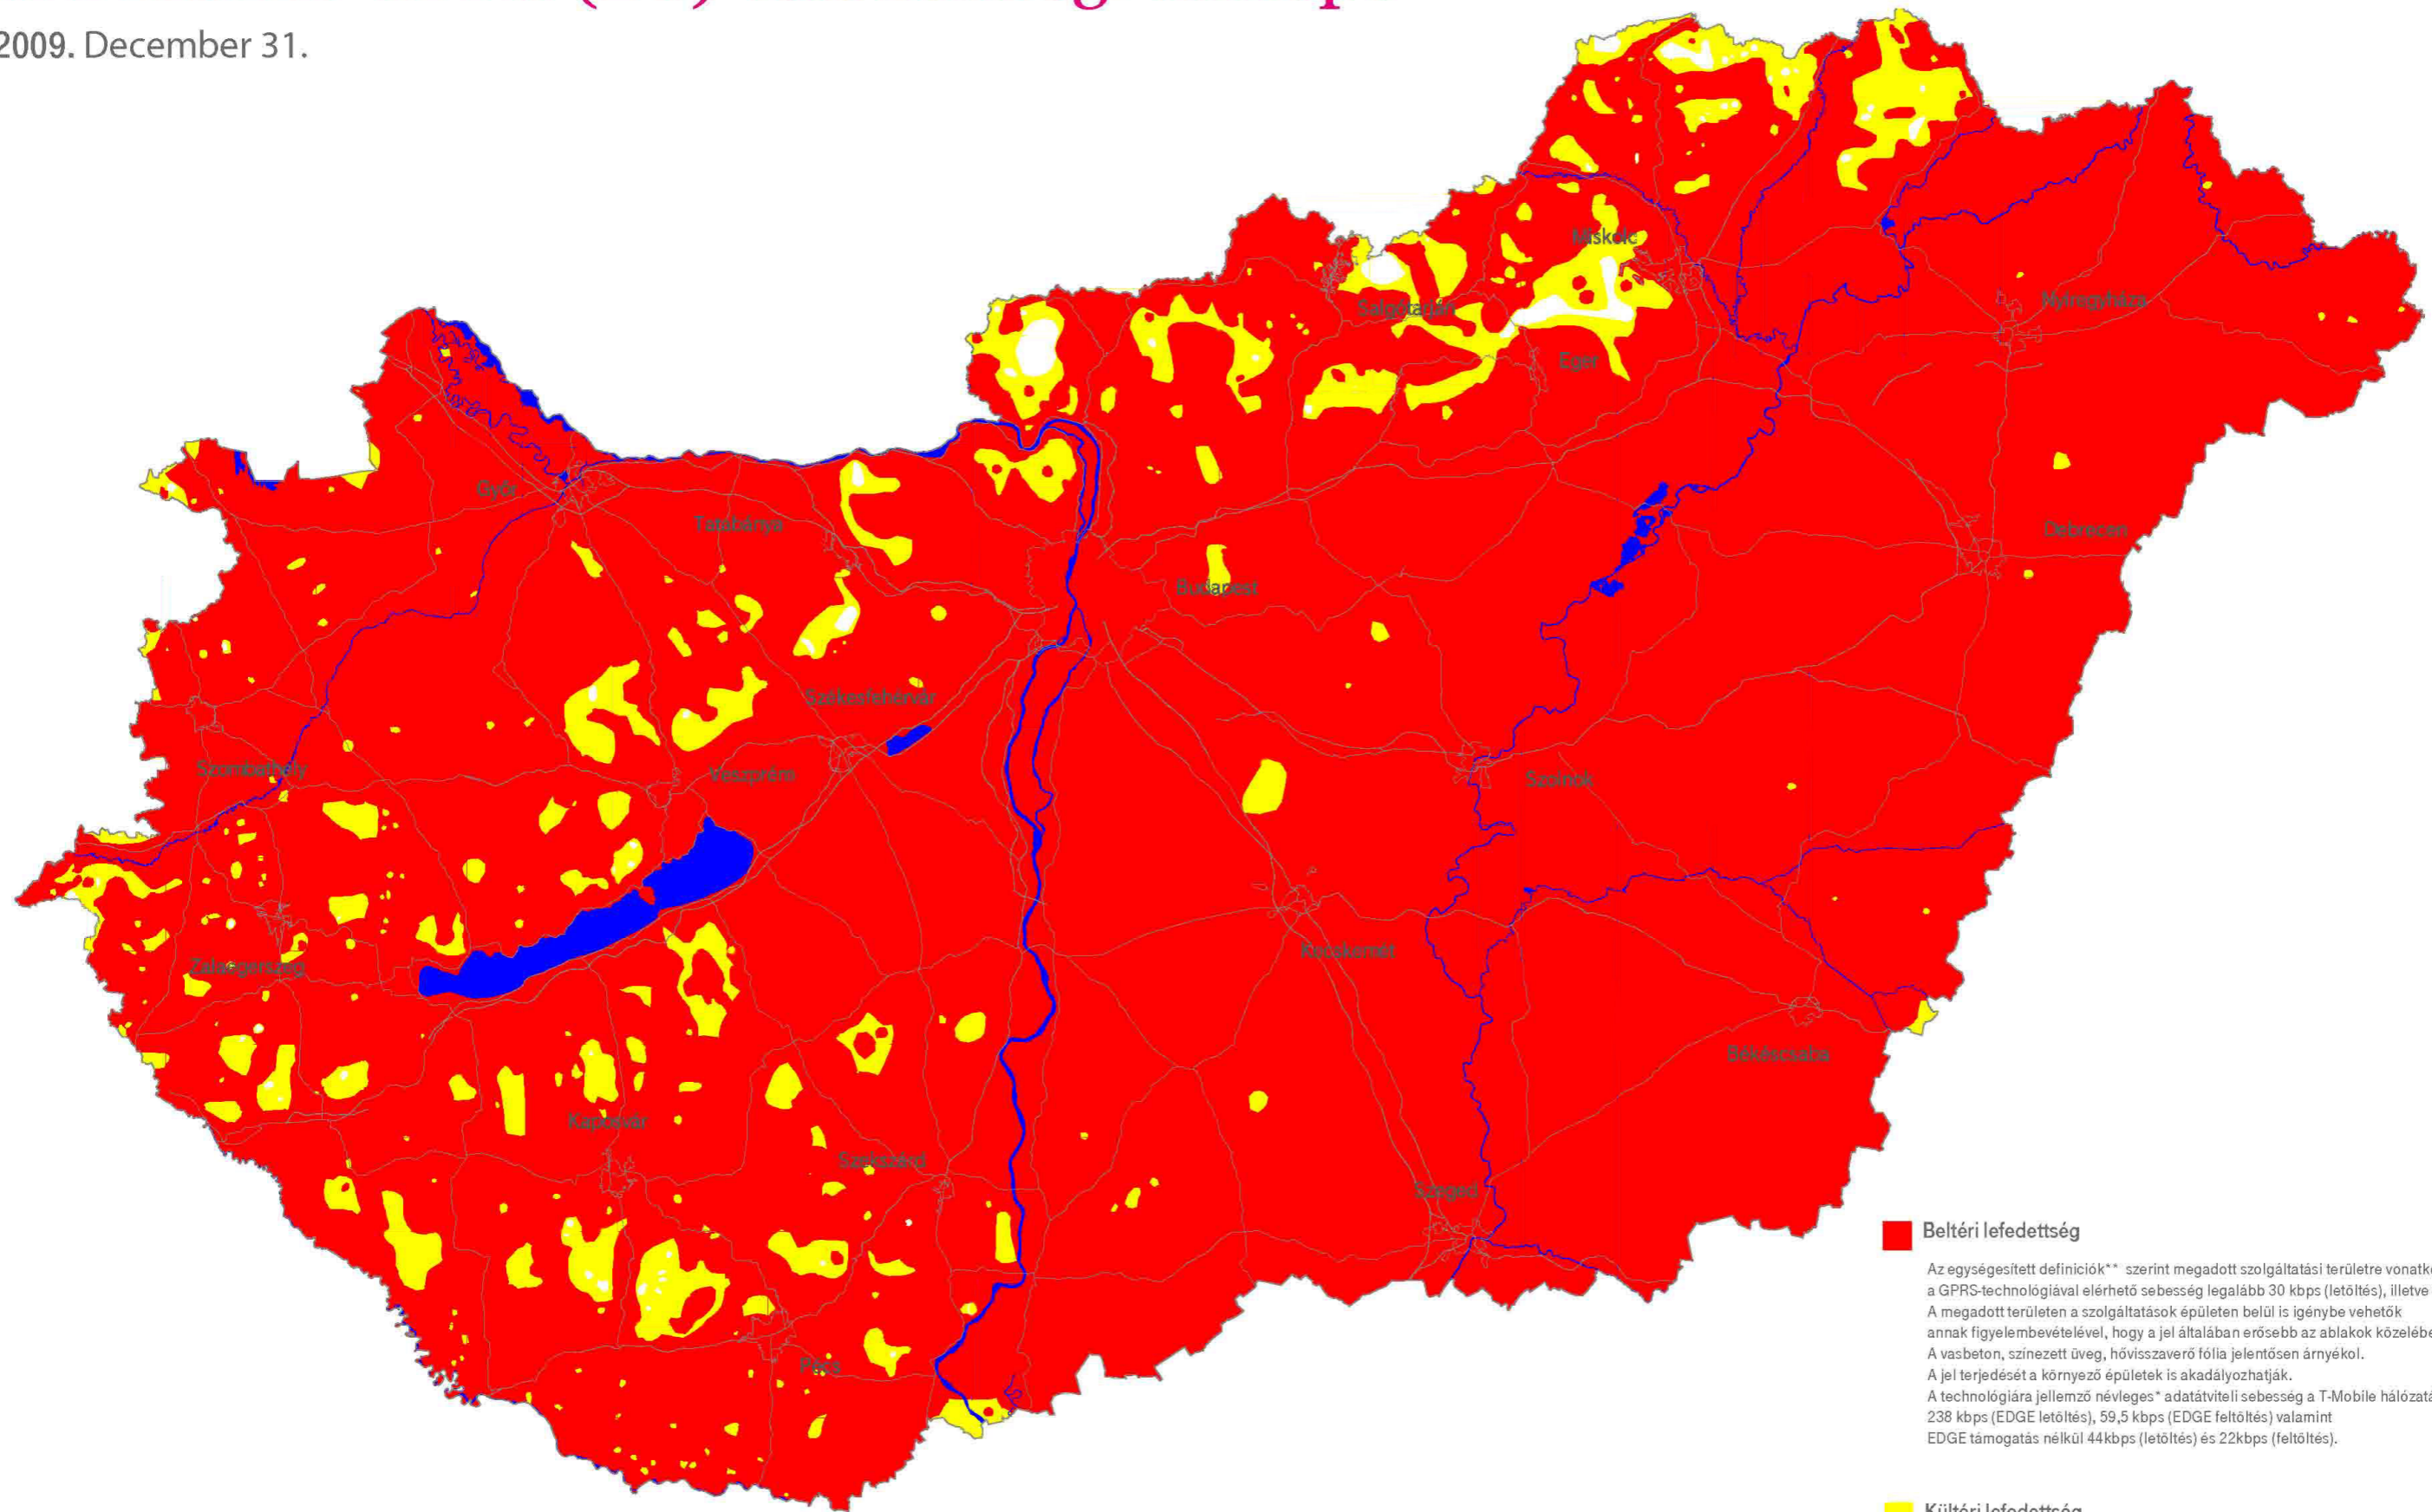 2009. December 31.
Miskolc
Salgótarján
Nyíregyháza
Eger
Győr
Tatabánya
Debrecen
Budapest
Székesfehérvár
Szombathely
Veszprém
Szolnok
Kecskemét
Zalaegerszeg
Békéscsaba
Kaposvár
Szekszárd
Szeged
Pécs
Beltéri lefedettség
Az egységesített definiciók** szerint megadott szolgáltatási területre
a GPRS-technológiával elérhető sebesség legalább 30 kbps (letöltés), illetve
A megadott területen a szolgáltatások épületen belül is igénybe vehetők
annak figyelembevételével, hogy a jel általában erősebb az ablakok
A vasbeton, színezett üveg, hővisszaverő fólia jelentősen árnyékol.
A jel terjedését a környező épületek is akadályozhatják.
A technológiára jellemző névleges* adatátviteli sebesség a T-Mobile
238 kbps (EDGE letöltés), 59,5 kbps (EDGE feltöltés) valamint
EDGE támogatás nélkül 44kbps (letöltés) és 22kbps (feltöltés).
Kültéri lefedettség